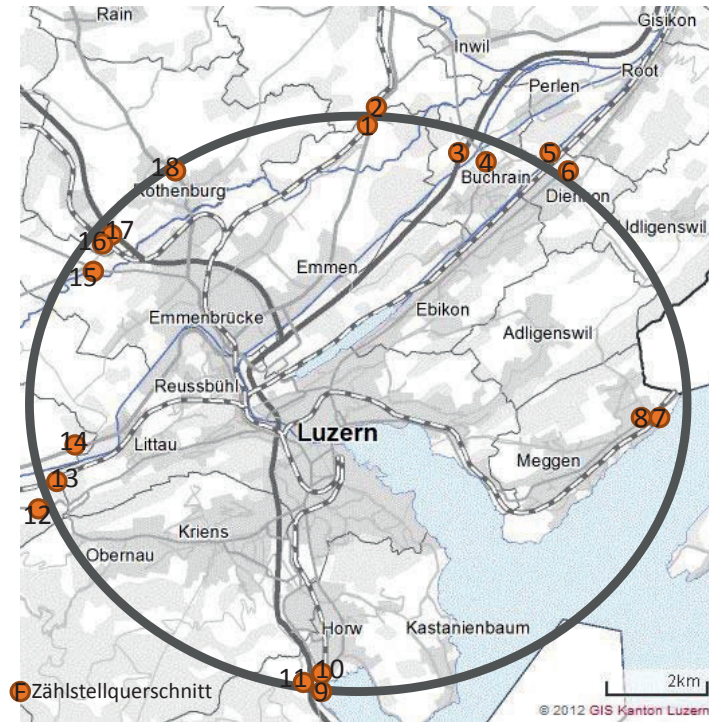 Rain
Gisikon
Inwil
Root
Perlen
2
1
3
4
5
6
18
Buchrain
Rothenburg
Dierikon
Udligenswil
17
16
15
Emmen
Emmenbrücke
Ebikon
Adligenswil
Reussbühl
8 7
14
Littau
Luzern
Meggen
13
12
Kriens
Obernau
Horw
Kastanienbaum
10
11
9
F Zählstellquerschnitt
2km
© 2012 GIS Kanton Luzern